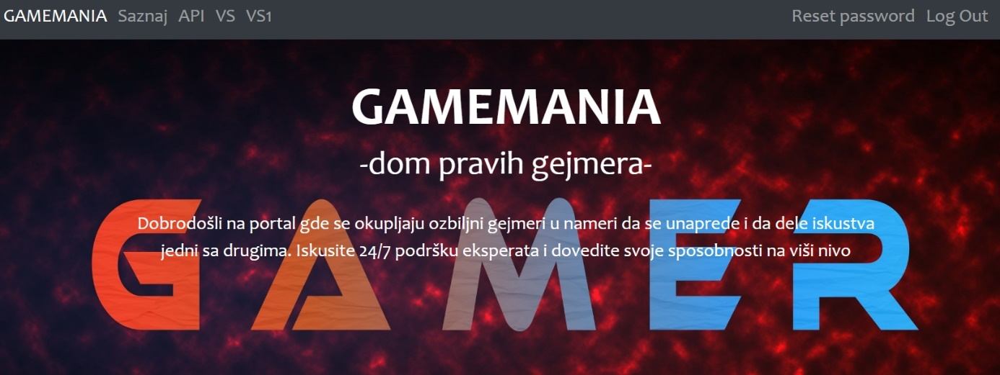 GAMEMANIA Saznaj API VS VS1 Reset password Log Out
GAMEMANIA
-dom pravih gejmera-
Dobrodošli na portal gde se okupljaju ozbiljni gejmeri u nameri da se unaprede i da dele iskustva
jedni sa drugima. Iskusite 24/7 podršku eksperata i dovedite svoje sposobnosti na viši nivo
GAMER